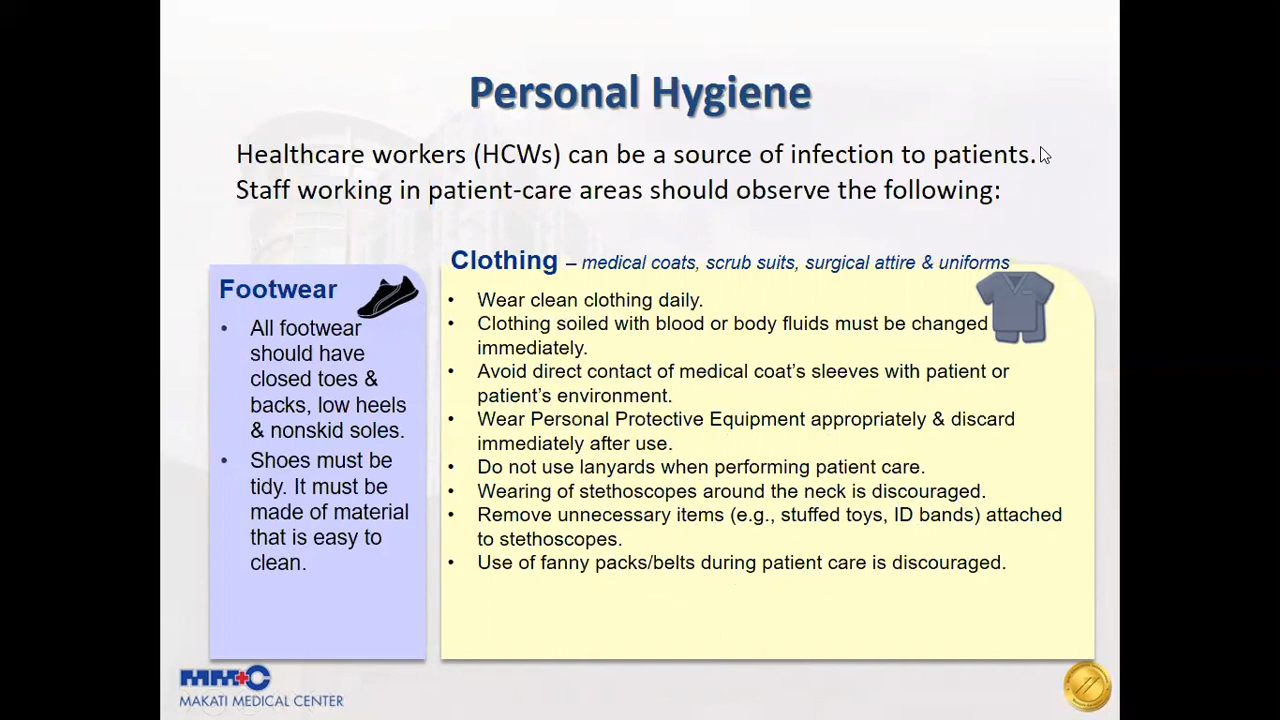 Personal Hygiene
Healthcare workers (HCWs) can be a source of infection to patients.
Staff working in patient-care areas should observe the following:
Footwear
• All footwear
should have
closed toes &
backs, low heels
& nonskid soles.
• Shoes must be
tidy. It must be
made of material
that is easy to
clean.
Clothing – medical coats, scrub suits, surgical attire & uniforms
• Wear clean clothing daily.
• Clothing soiled with blood or body fluids must be changed
immediately.
• Avoid direct contact of medical coat's sleeves with patient or
patient's environment.
• Wear Personal Protective Equipment appropriately & discard
immediately after use.
• Do not use lanyards when performing patient care.
• Wearing of stethoscopes around the neck is discouraged.
• Remove unnecessary items (e.g., stuffed toys, ID bands) attached
to stethoscopes.
• Use of fanny packs/belts during patient care is discouraged.
MMC
MAKATI MEDICAL CENTER